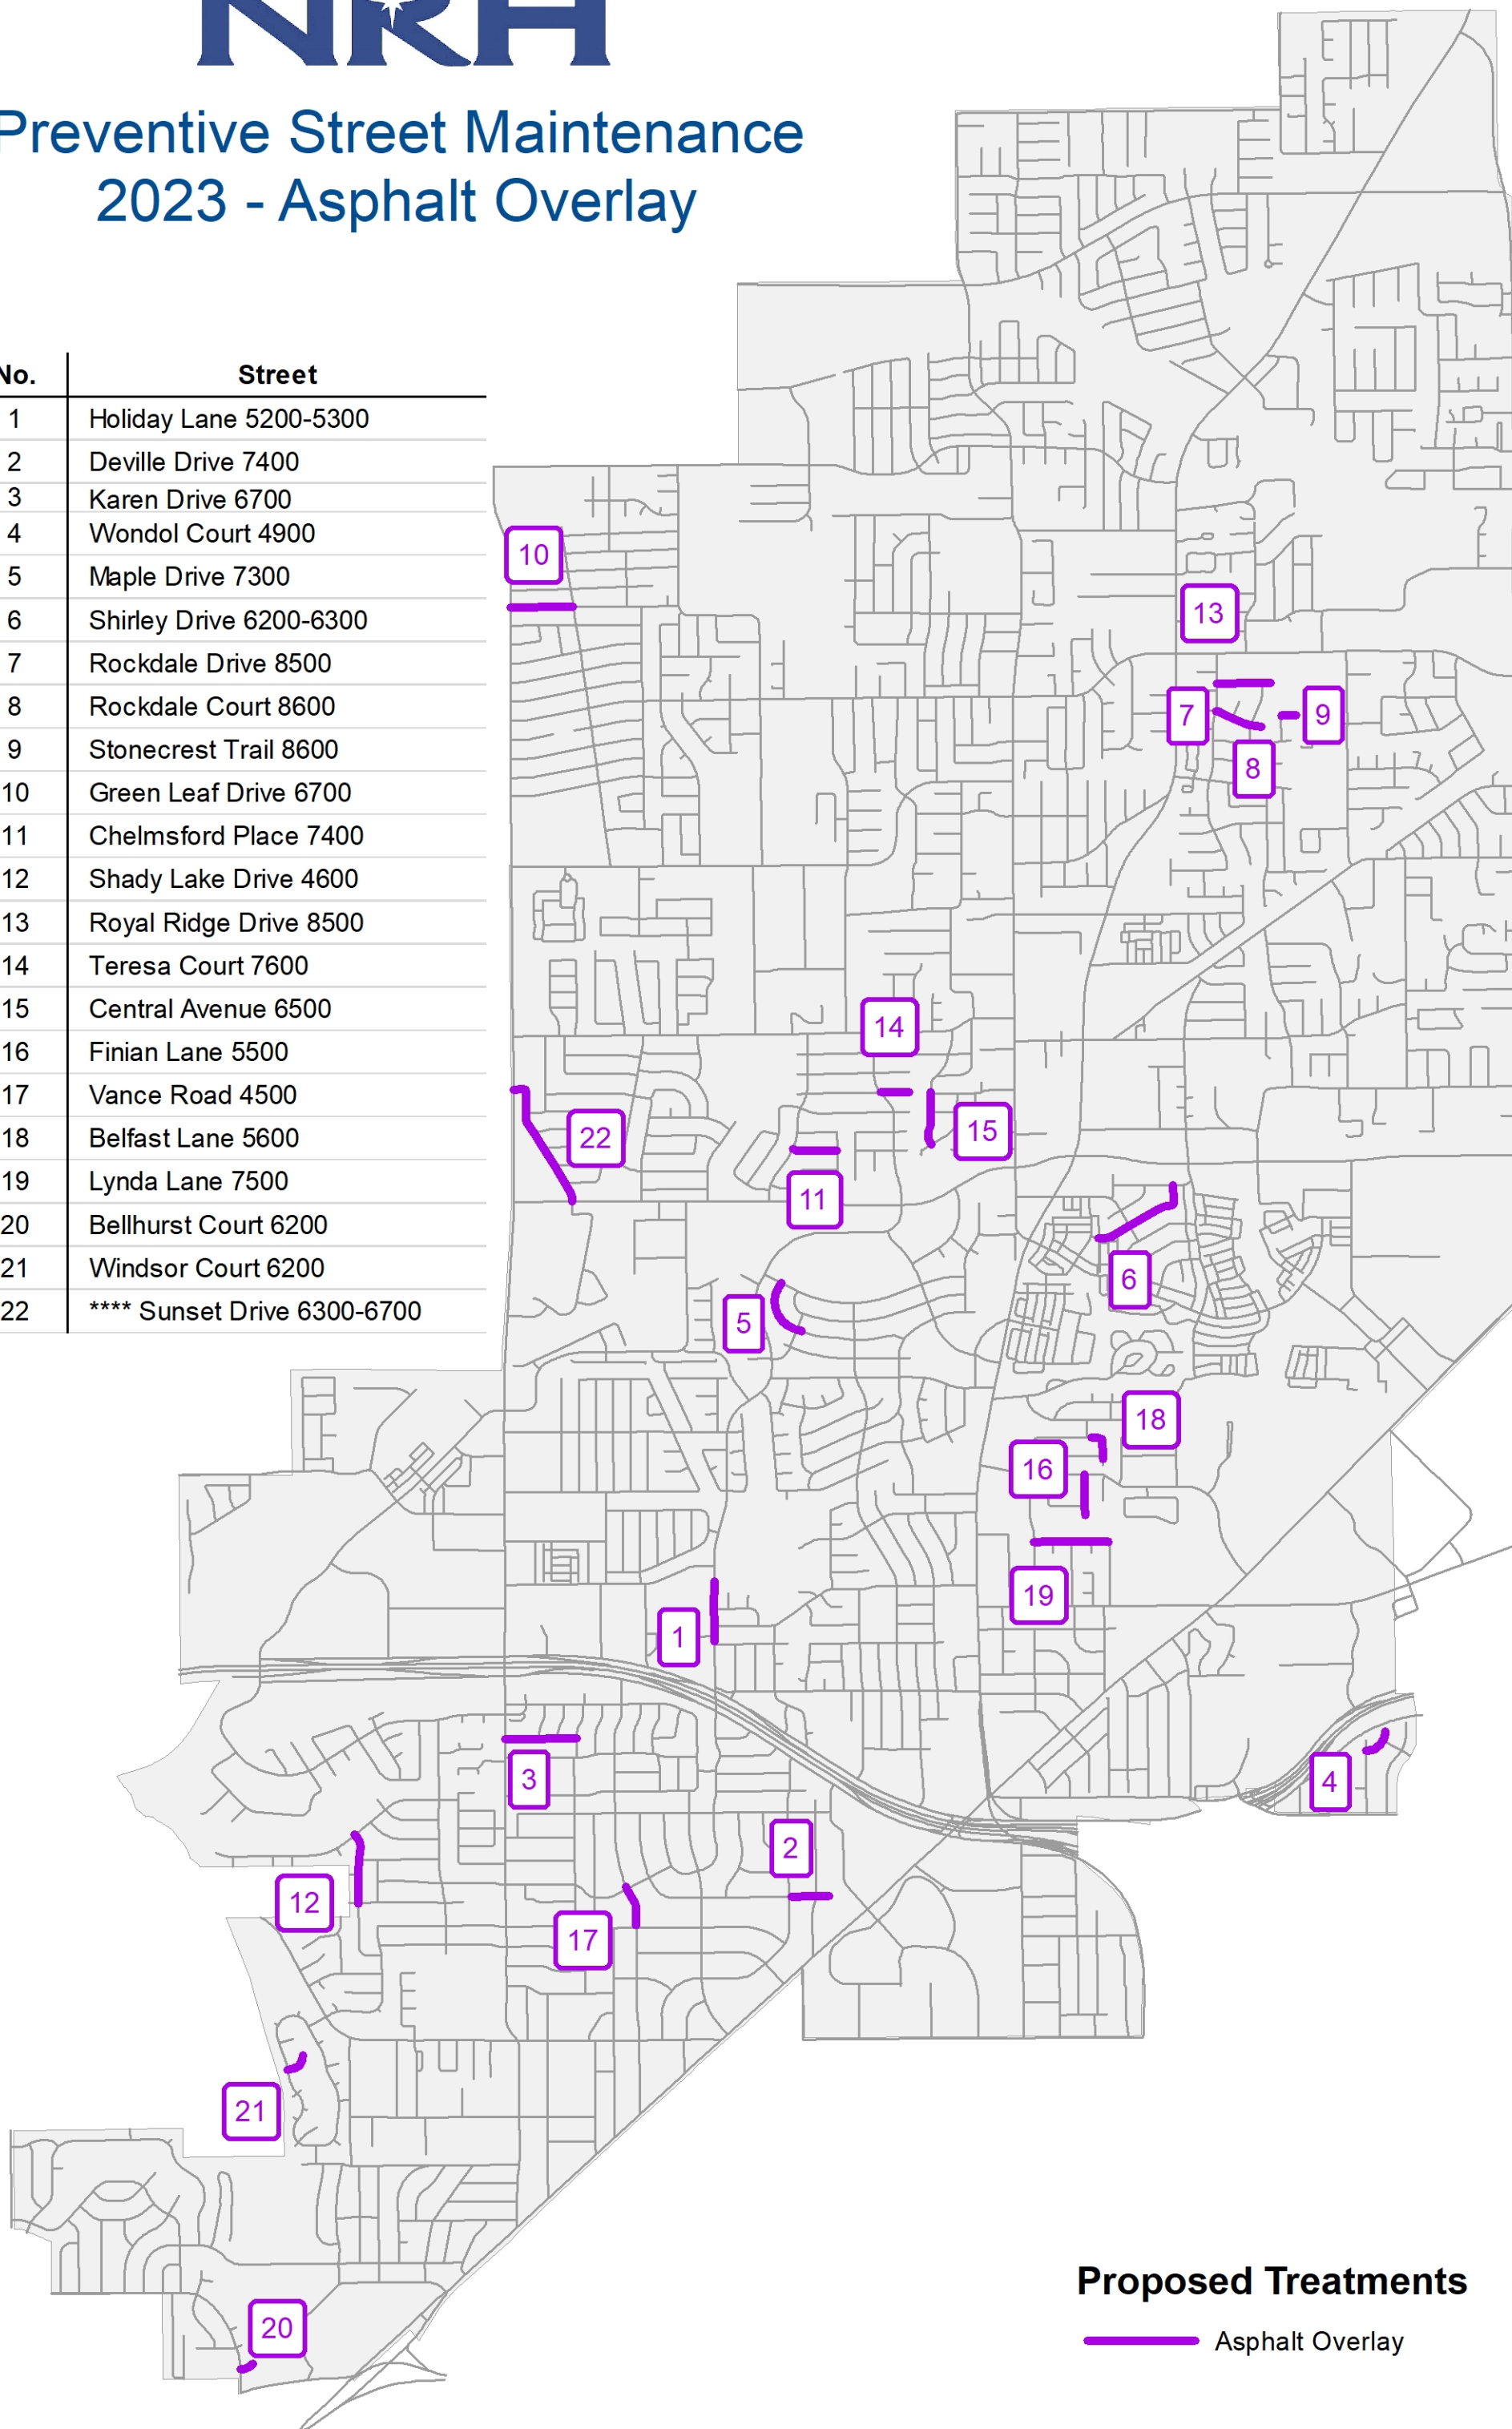 NRH
Preventive Street Maintenance
2023 - Asphalt Overlay
No. Street
1 Holiday Lane 5200-5300
2 Deville Drive 7400
3 Karen Drive 6700
4 Wondol Court 4900
5 Maple Drive 7300
6 Shirley Drive 6200-6300
7 Rockdale Drive 8500
8 Rockdale Court 8600
9 Stonecrest Trail 8600
10 Green Leaf Drive 6700
11 Chelmsford Place 7400
12 Shady Lake Drive 4600
13 Royal Ridge Drive 8500
14 Teresa Court 7600
15 Central Avenue 6500
16 Finian Lane 5500
17 Vance Road 4500
18 Belfast Lane 5600
19 Lynda Lane 7500
20 Bellhurst Court 6200
21 Windsor Court 6200
22 **** Sunset Drive 6300-6700
10
13
7
9
8
14
15
22
11
6
5
18
16
19
1
3
4
2
12
17
21
20
Proposed Treatments
Asphalt Overlay